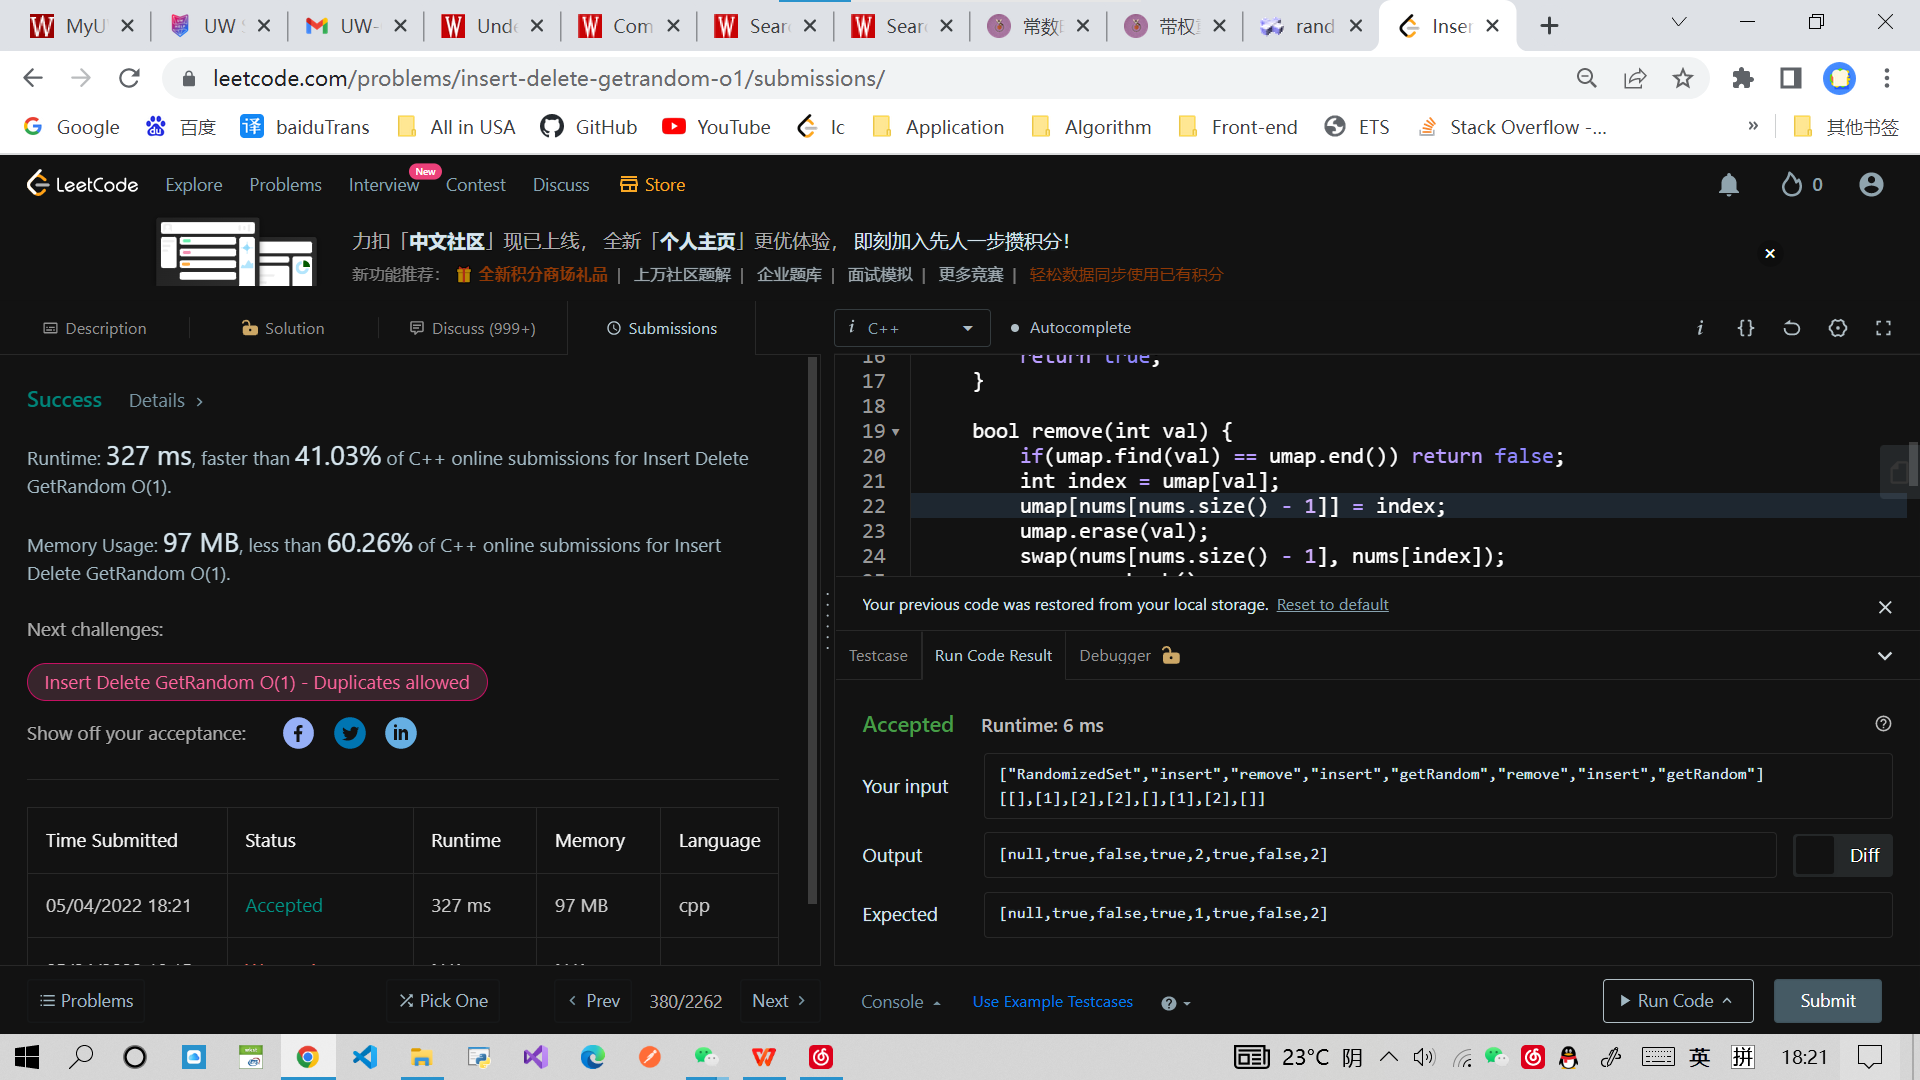 MyU
UW S
UW-
Unde
Com
Sear
Sear
常数
带权
rand
Inser
leetcode.com/problems/insert-delete-getrandom-o1/submissions/
Google
百度
baiduTrans
All in USA
GitHub
YouTube
lc
Application
Algorithm
Front-end
ETS
Stack Overflow -...
»
其他书签
LeetCode
Explore
Problems
Interview
New
Contest
Discuss
Store
0
力扣「中文社区」现已上线， 全新「个人主页」更优体验， 即刻加入先人一步攒积分！
新功能推荐： 全新积分商场礼品 | 上万社区题解 | 企业题库 | 面试模拟 | 更多竞赛 | 轻松数据同步使用已有积分
Description
Solution
Discuss (999+)
Submissions
i C++
Autocomplete
i {}
Success Details >
Runtime: 327 ms, faster than 41.03% of C++ online submissions for Insert Delete
GetRandom O(1).
Memory Usage: 97 MB, less than 60.26% of C++ online submissions for Insert
Delete GetRandom O(1).
Next challenges:
Insert Delete GetRandom O(1) - Duplicates allowed
Show off your acceptance:
Time Submitted Status Runtime Memory Language
05/04/2022 18:21 Accepted 327 ms 97 MB cpp
Problems
Pick One
Prev
380/2262
Next
16 return true;
17 }
18
19 bool remove(int val) {
20 if(umap.find(val) == umap.end()) return false;
21 int index = umap[val];
22 umap[nums[nums.size() - 1]] = index;
23 umap.erase(val);
24 swap(nums[nums.size() - 1], nums[index]);
Your previous code was restored from your local storage. Reset to default
Testcase
Run Code Result
Debugger
Accepted Runtime: 6 ms
Your input
["RandomizedSet","insert","remove","insert","getRandom","remove","insert","getRandom"]
[[],[1],[2],[2],[],[1],[2],[]]
Output
[null,true,false,true,2,true,false,2]
Diff
Expected
[null,true,false,true,1,true,false,2]
Console
Use Example Testcases
Run Code
Submit
23°C 阴
英
拼
18:21